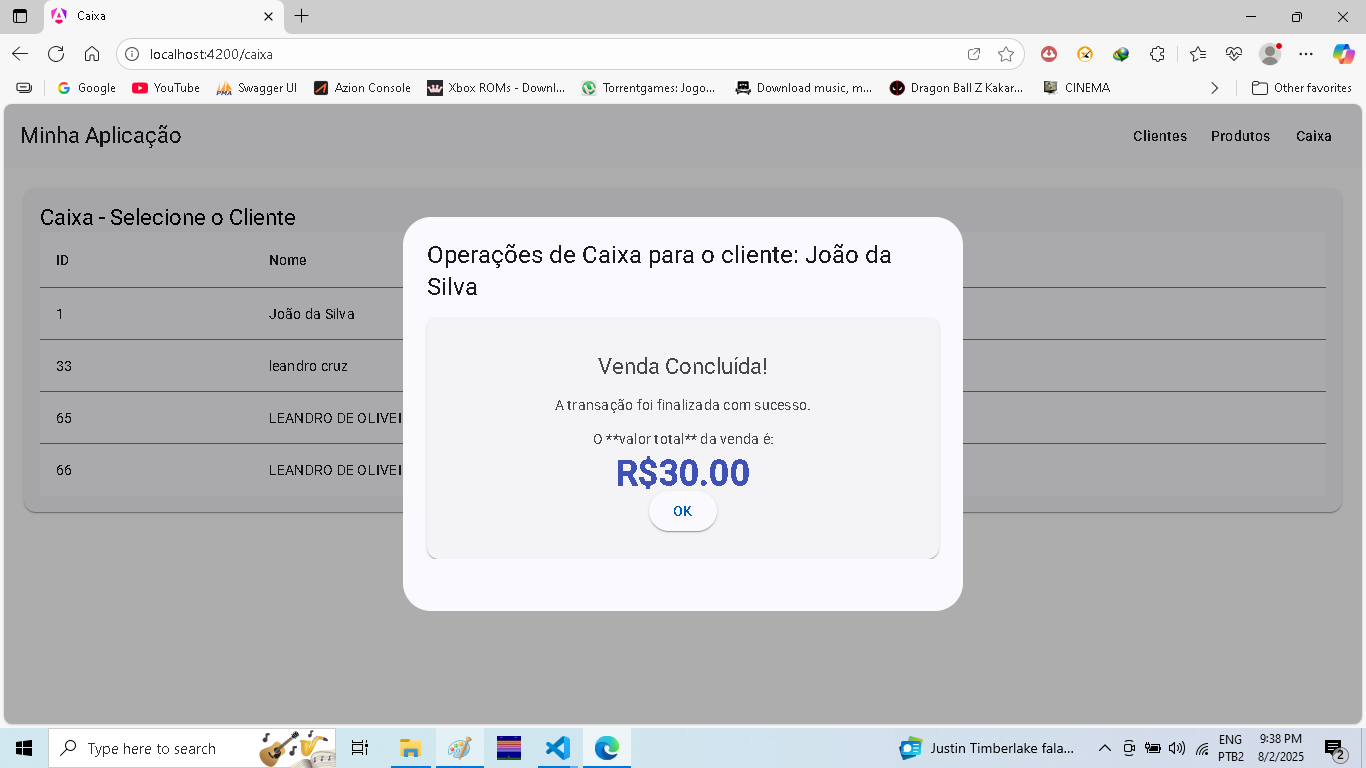 Caixa
localhost:4200/caixa
Google YouTube Swagger UI Azion Console Xbox ROMs - Downl... Torrentgames: Jogo... Download music, m... Dragon Ball Z Kakar... CINEMA Other favorites
Minha Aplicação Clientes Produtos Caixa
Caixa - Selecione o Cliente
ID Nome
1 João da Silva
33 leandro cruz
65 LEANDRO DE OLIVEI
66 LEANDRO DE OLIVEI
Operações de Caixa para o cliente: João da
Silva
Venda Concluída!
A transação foi finalizada com sucesso.
O **valor total** da venda é:
R$30.00
OK
Type here to search
Justin Timberlake fala...
ENG
PTB2
9:38 PM
8/2/2025
2